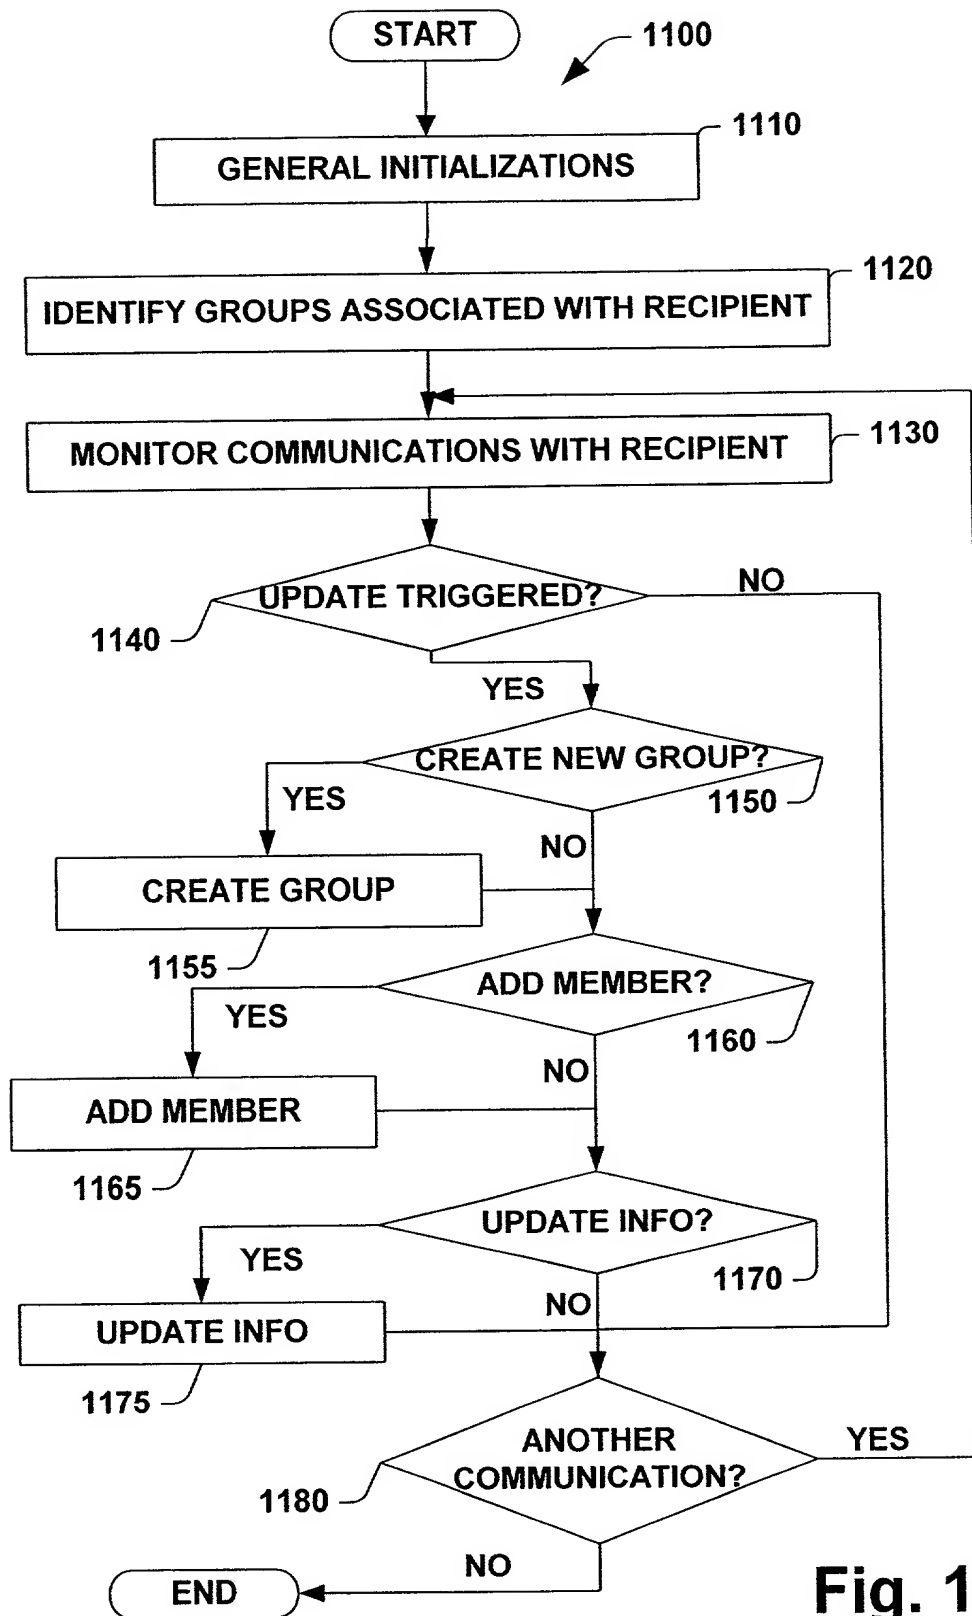 START
1100
1110
GENERAL INITIALIZATIONS
1120
IDENTIFY GROUPS ASSOCIATED WITH RECIPIENT
1130
MONITOR COMMUNICATIONS WITH RECIPIENT
UPDATE TRIGGERED?
NO
1140
YES
CREATE NEW GROUP?
1150
YES
NO
CREATE GROUP
1155
ADD MEMBER?
YES
1160
NO
ADD MEMBER
1165
UPDATE INFO?
YES
1170
NO
UPDATE INFO
1175
ANOTHER
COMMUNICATION?
YES
1180
NO
END
Fig. 1